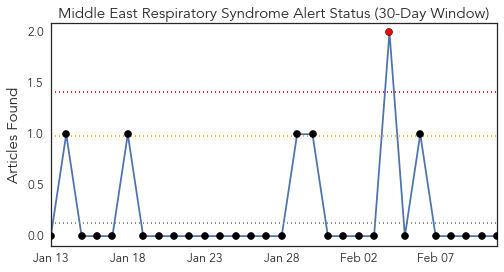 Middle East Respiratory Syndrome Alert Status (30-Day Window)
Articles Found
2.0
1.5
1.0
0.5
0.0
Jan 13 Jan 18 Jan 23 Jan 28 Feb 02 Feb 07